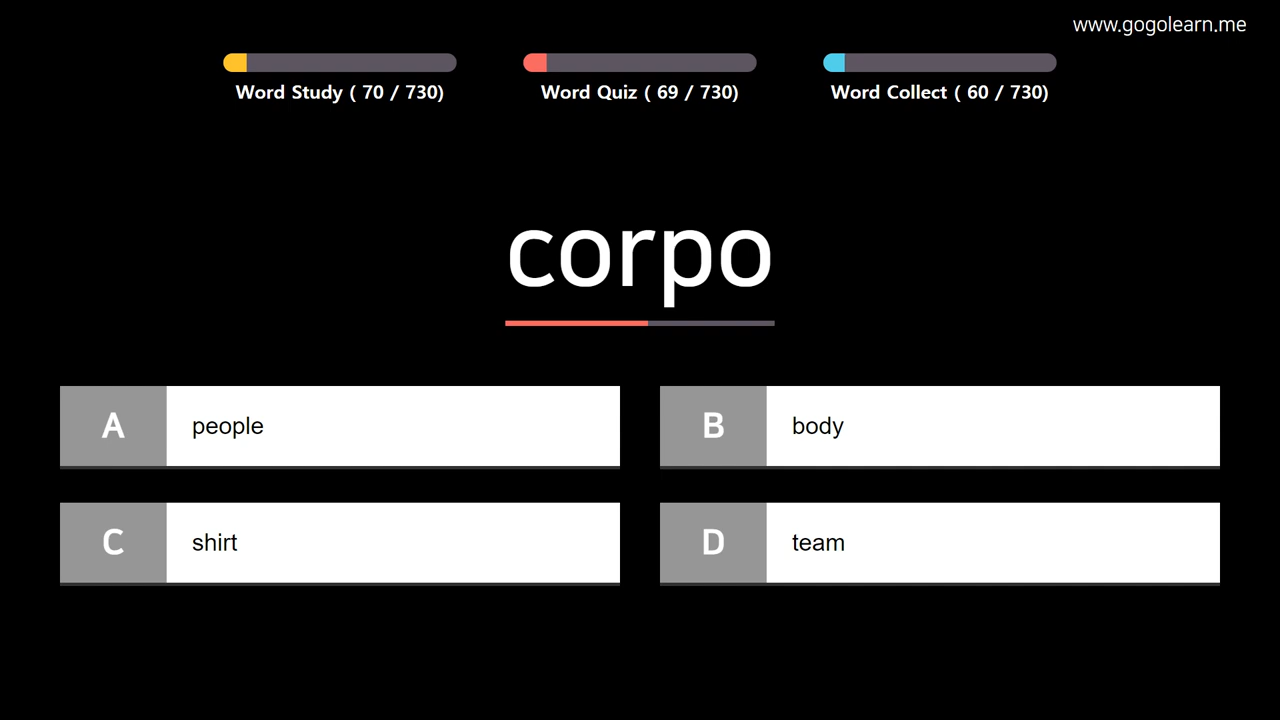 www.gogolearn.me
Word Study ( 70 / 730)
Word Quiz ( 69 / 730)
Word Collect ( 60 / 730)
corpo
A people
B body
C shirt
D team